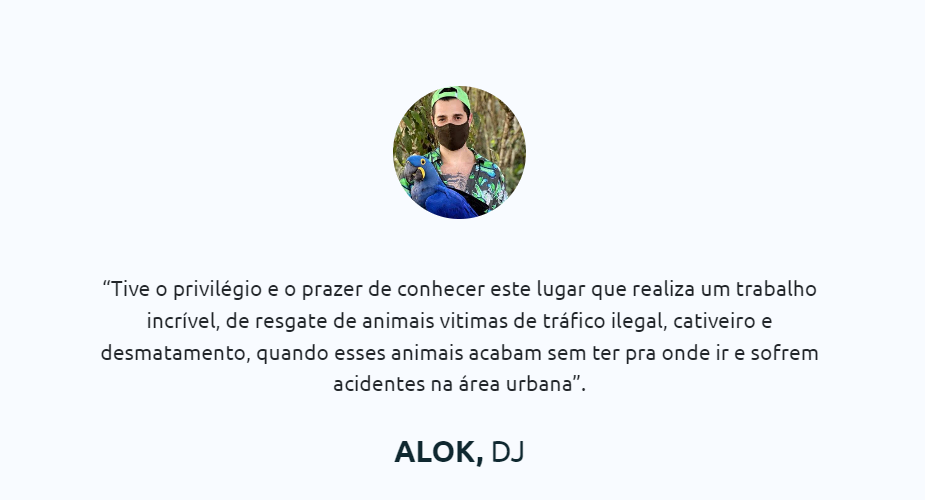 “Tive o privilégio e o prazer de conhecer este lugar que realiza um trabalho
incrível, de resgate de animais vitimas de tráfico ilegal, cativeiro e
desmatamento, quando esses animais acabam sem ter pra onde ir e sofrem
acidentes na área urbana”.
ALOK, DJ